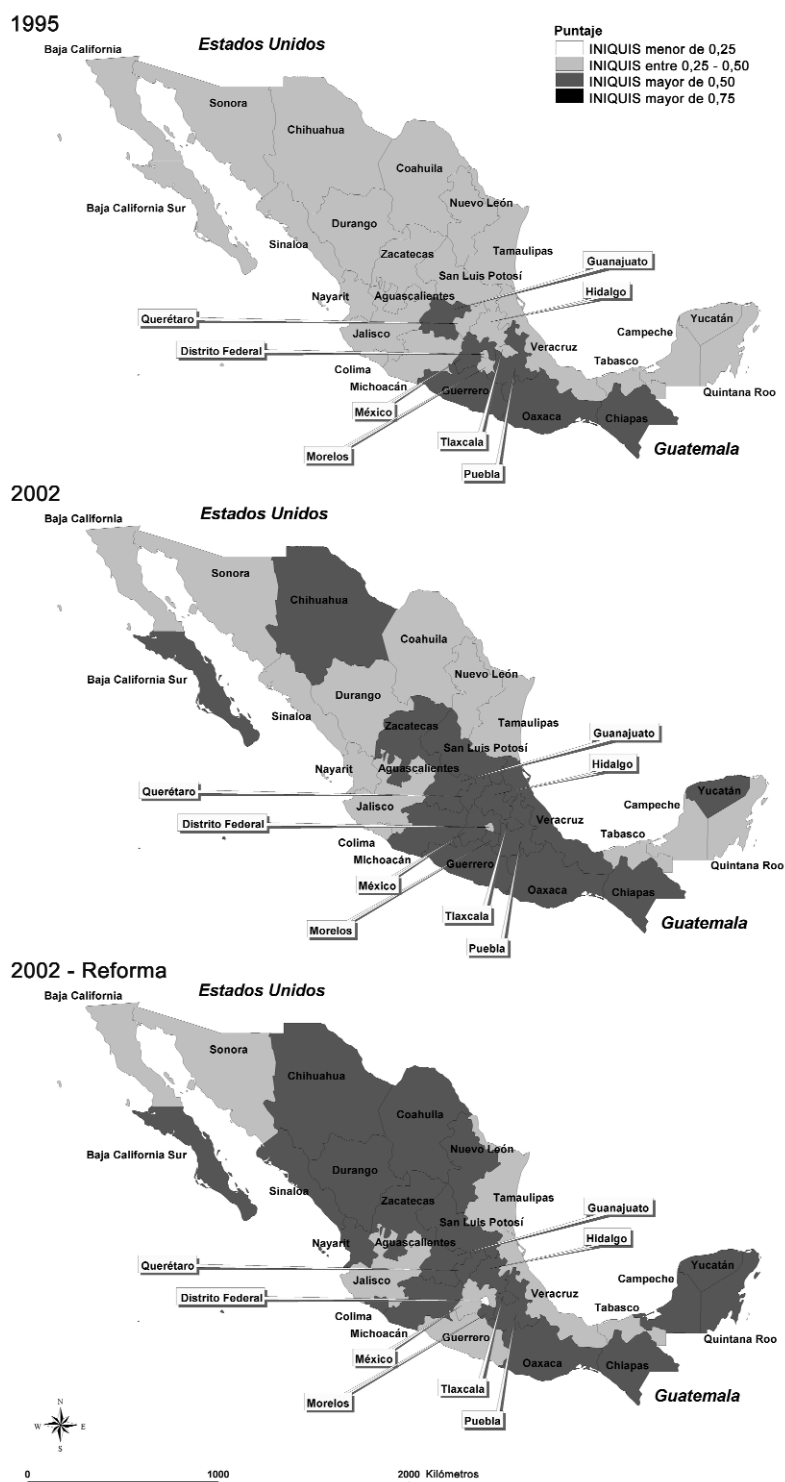 1995
Estados Unidos
Puntaje
INIQUIS menor de 0,25
INIQUIS entre 0,25 - 0,50
INIQUIS mayor de 0,50
INIQUIS mayor de 0,75
Baja California
Sonora
Chihuahua
Coahuila
Baja California Sur
Nuevo León
Durango
Sinaloa
Zacatecas
Tamaulipas
Guanajuato
San Luis Potosí
Nayarit
Aguascalientes
Hidalgo
Querétaro
Yucatán
Jalisco
Campeche
Distrito Federal
Veracruz
Tabasco
Colima
Michoacán
Guerrero
Quintana Roo
México
Oaxaca
Chiapas
Tlaxcala
Guatemala
Morelos
Puebla
2002
Estados Unidos
Baja California
Sonora
Chihuahua
Coahuila
Baja California Sur
Nuevo León
Durango
Sinaloa
Zacatecas
Tamaulipas
Guanajuato
San Luis Potosí
Hidalgo
Nayarit
Aguascalientes
Querétaro
Yucatán
Jalisco
Campeche
Distrito Federal
Veracruz
Tabasco
Colima
Michoacán
Guerrero
Quintana Roo
México
Oaxaca
Chiapas
Tlaxcala
Guatemala
Morelos
Puebla
2002 - Reforma
Estados Unidos
Baja California
Sonora
Chihuahua
Coahuila
Baja California Sur
Nuevo León
Durango
Sinaloa
Zacatecas
Tamaulipas
Guanajuato
San Luis Potosí
Hidalgo
Nayarit
Aguascalientes
Querétaro
Yucatán
Jalisco
Campeche
Distrito Federal
Veracruz
Tabasco
Colima
Michoacán
Guerrero
Quintana Roo
México
Oaxaca
Chiapas
Tlaxcala
Guatemala
Morelos
Puebla
N
W E
S
0 1000 2000 Kilómetros